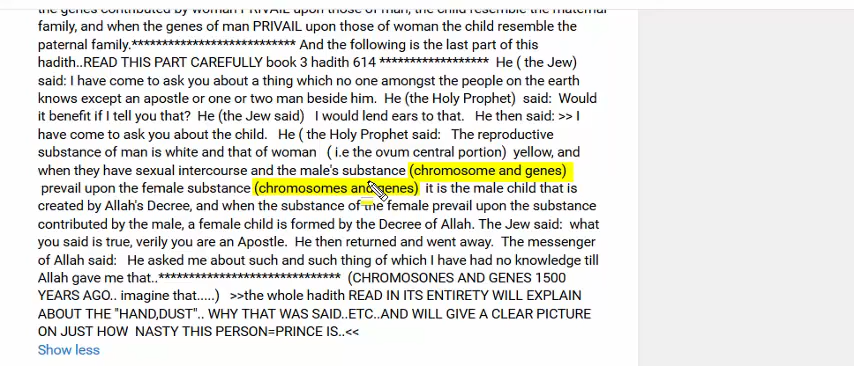 the genes contributed by woman PRIVAIL upon those of man, the child resemble the maternal
family, and when the genes of man PRIVAIL upon those of woman the child resemble the
paternal family.*************************** And the following is the last part of this
hadith..READ THIS PART CAREFULLY book 3 hadith 614 ****************** He ( the Jew)
said: I have come to ask you about a thing which no one amongst the people on the earth
knows except an apostle or one or two man beside him. He (the Holy Prophet) said: Would
it benefit if I tell you that? He (the Jew said) I would lend ears to that. He then said: >> I
have come to ask you about the child. He ( the Holy Prophet said: The reproductive
substance of man is white and that of woman ( i.e the ovum central portion) yellow, and
when they have sexual intercourse and the male's substance (chromosome and genes)
prevail upon the female substance (chromosomes and genes) it is the male child that is
created by Allah's Decree, and when the substance of the female prevail upon the substance
contributed by the male, a female child is formed by the Decree of Allah. The Jew said: what
you said is true, verily you are an Apostle. He then returned and went away. The messenger
of Allah said: He asked me about such and such thing of which I have had no knowledge till
Allah gave me that..****************************** (CHROMOSONES AND GENES 1500
YEARS AGO.. imagine that.....) >>the whole hadith READ IN ITS ENTIRETY WILL EXPLAIN
ABOUT THE "HAND,DUST".. WHY THAT WAS SAID..ETC..AND WILL GIVE A CLEAR PICTURE
ON JUST HOW NASTY THIS PERSON=PRINCE IS..<<
Show less